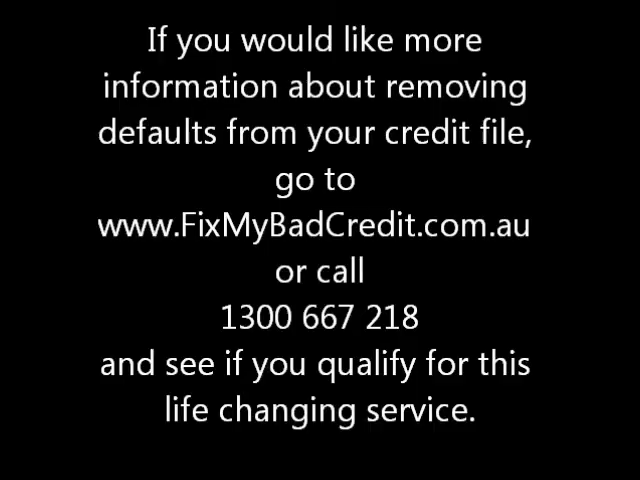 If you would like more
information about removing
defaults from your credit file,
go to
www.FixMyBadCredit.com.au
or call
1300 667 218
and see if you qualify for this
life changing service.